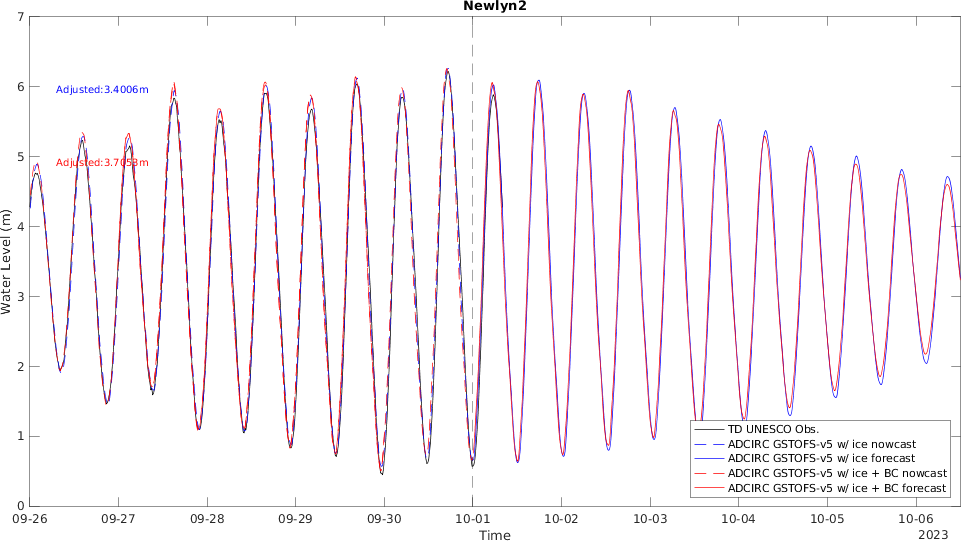 Newlyn2
7
6
5
4
3
2
1
0
Water Level (m)
Adjusted:3.4006m
Adjusted:3.7053m
TD UNESCO Obs.
ADCIRC GSTOFS-v5 w/ ice nowcast
ADCIRC GSTOFS-v5 w/ ice forecast
ADCIRC GSTOFS-v5 w/ ice + BC nowcast
ADCIRC GSTOFS-v5 w/ ice + BC forecast
09-26 09-27 09-28 09-29 09-30 10-01 10-02 10-03 10-04 10-05 10-06
Time
2023